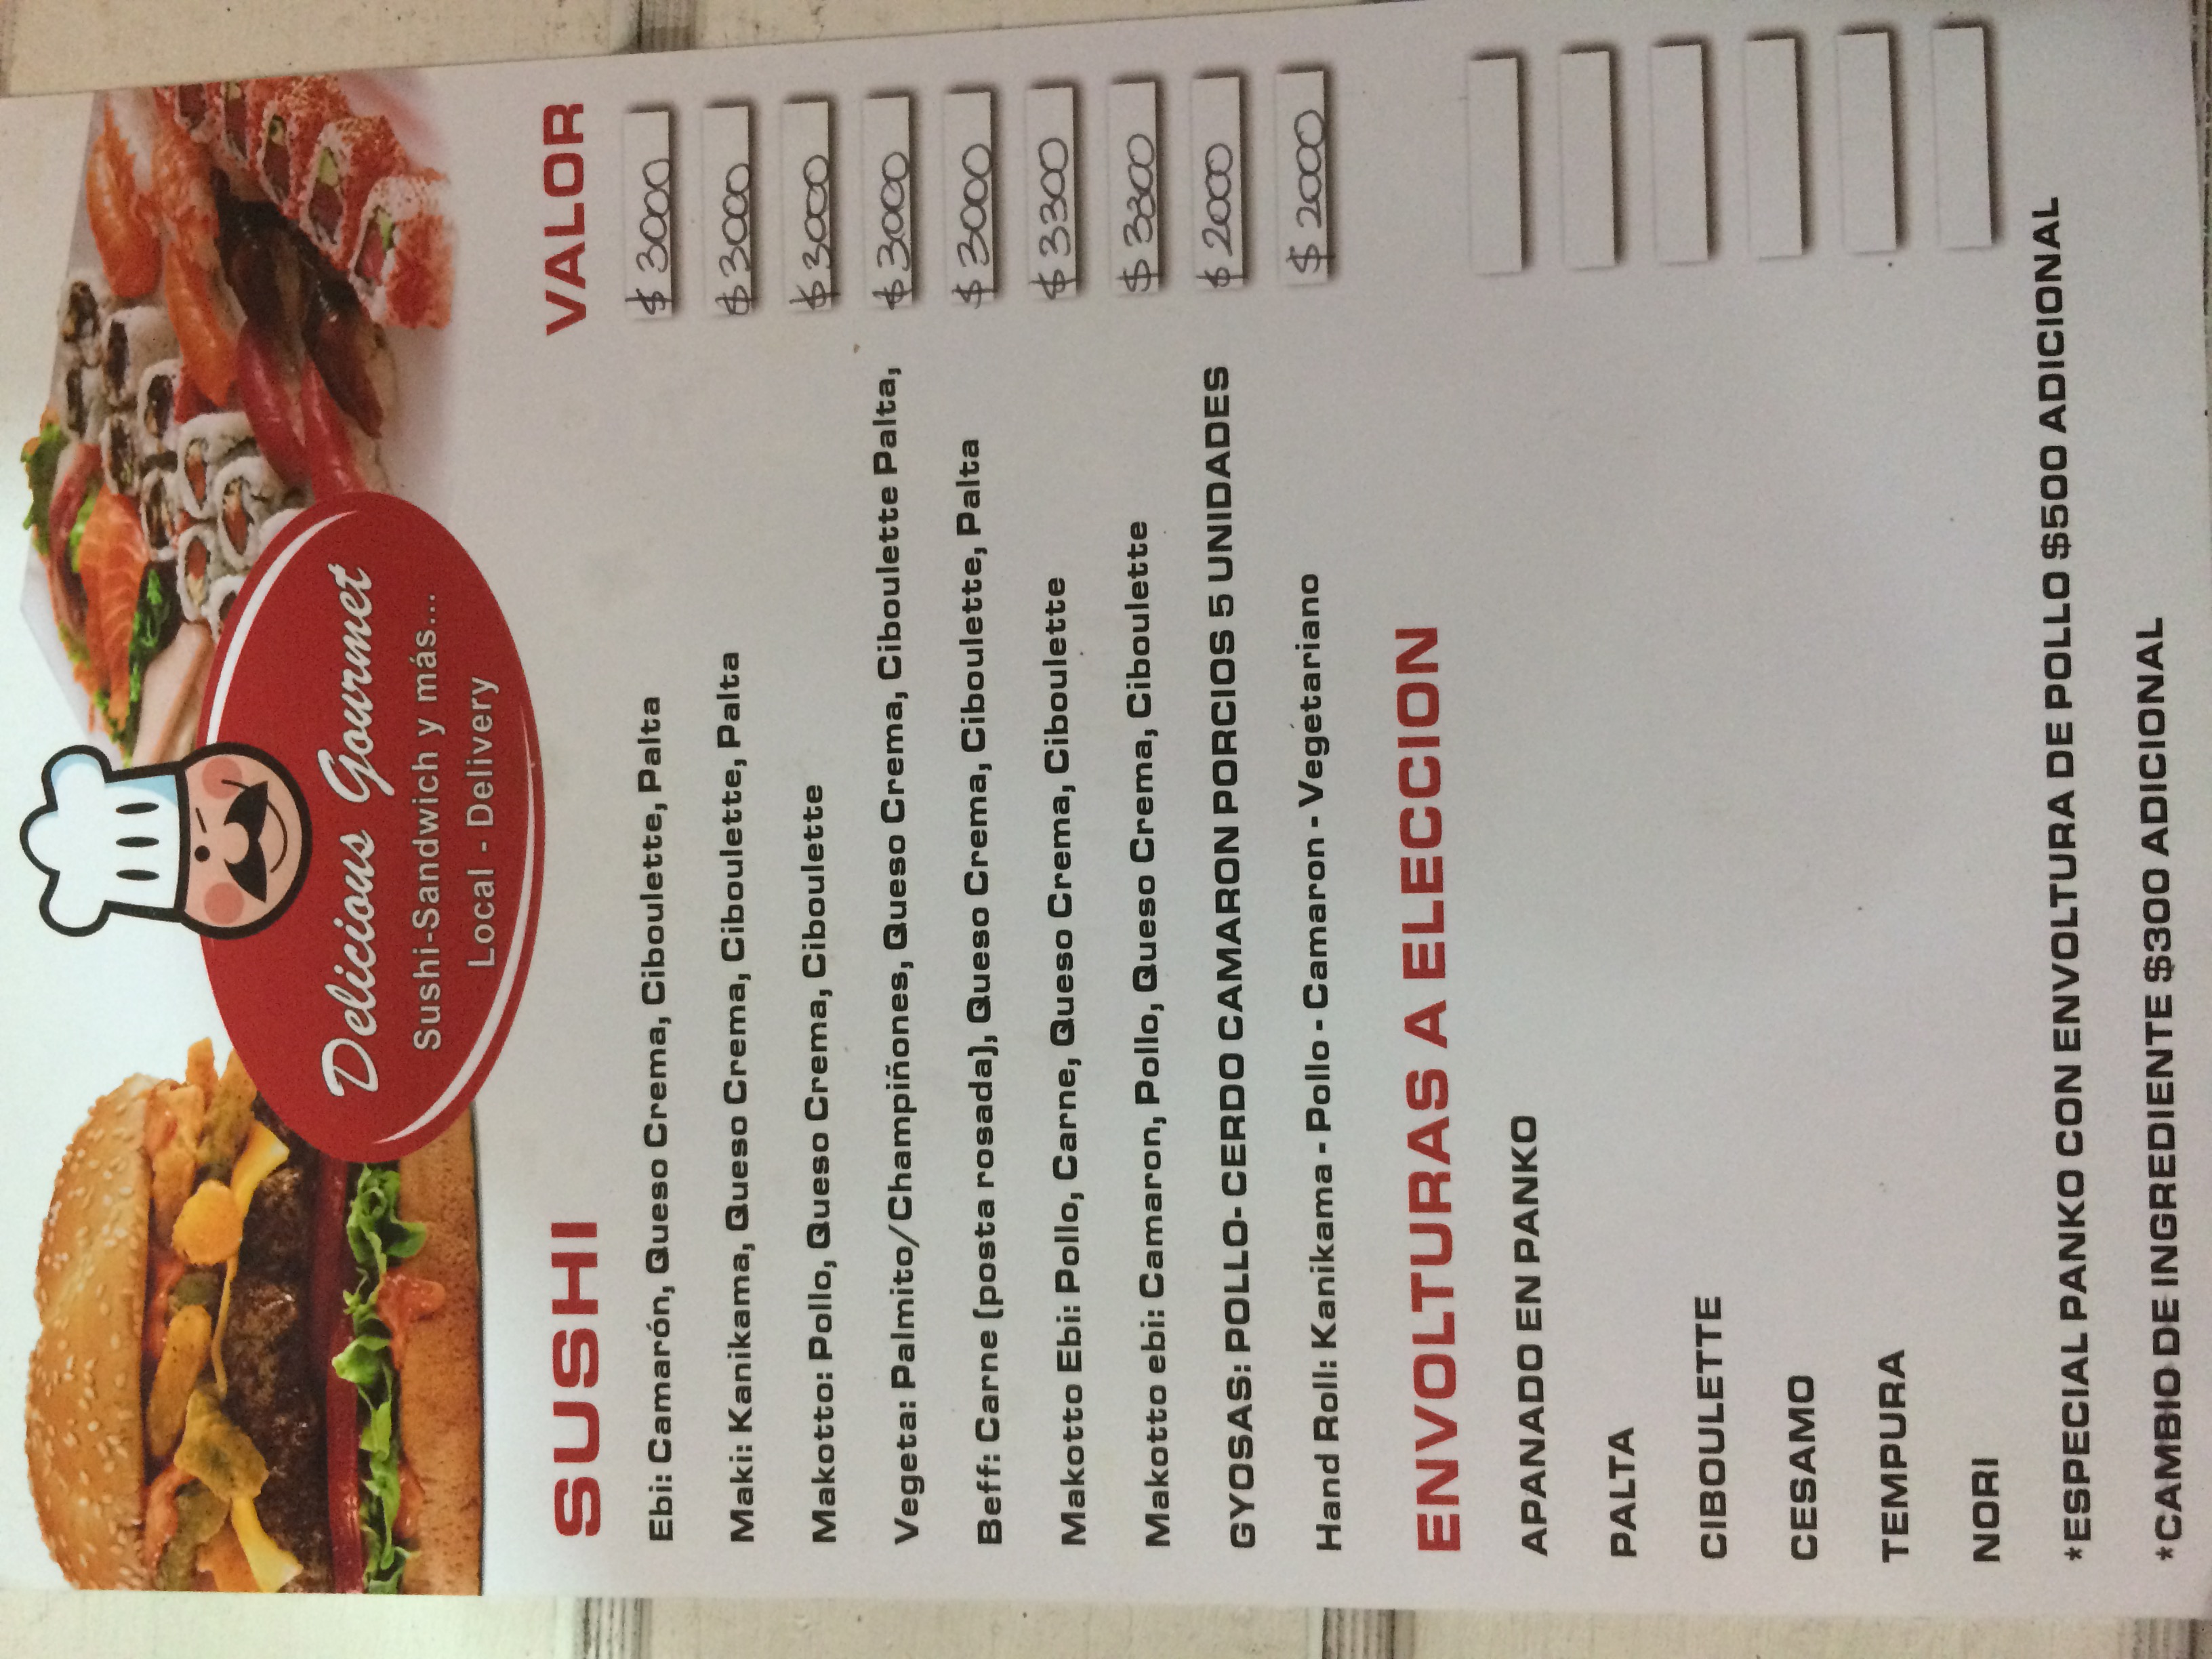 Delicious Gourmet
Sushi-Sandwich y más...
Local - Delivery
SUSHI VALOR
Ebi: Camarón, Queso Crema, Ciboulette, Palta $3000
Maki: Kanikama, Queso Crema, Ciboulette, Palta $3000
Makotto: Pollo, Queso Crema, Ciboulette $3000
Vegeta: Palmito/Champiñones, Queso Crema, Ciboulette Palta, $3000
Beff: Carne (posta rosada), Queso Crema, Ciboulette, Palta $3000
Makotto Ebi: Pollo, Carne, Queso Crema, Ciboulette $3300
Makotto ebi: Camaron, Pollo, Queso Crema, Ciboulette $3300
GYOSAS: POLLO- CERDO CAMARON PORCIOS 5 UNIDADES $2000
Hand Roll: Kanikama - Pollo - Camaron - Vegetariano $2000
ENVOLTURAS A ELECCION
APANADO EN PANKO
PALTA
CIBOULETTE
CESAMO
TEMPURA
NORI
*ESPECIAL PANKO CON ENVOLTURA DE POLLO $500 ADICIONAL
*CAMBIO DE INGREDIENTE $300 ADICIONAL